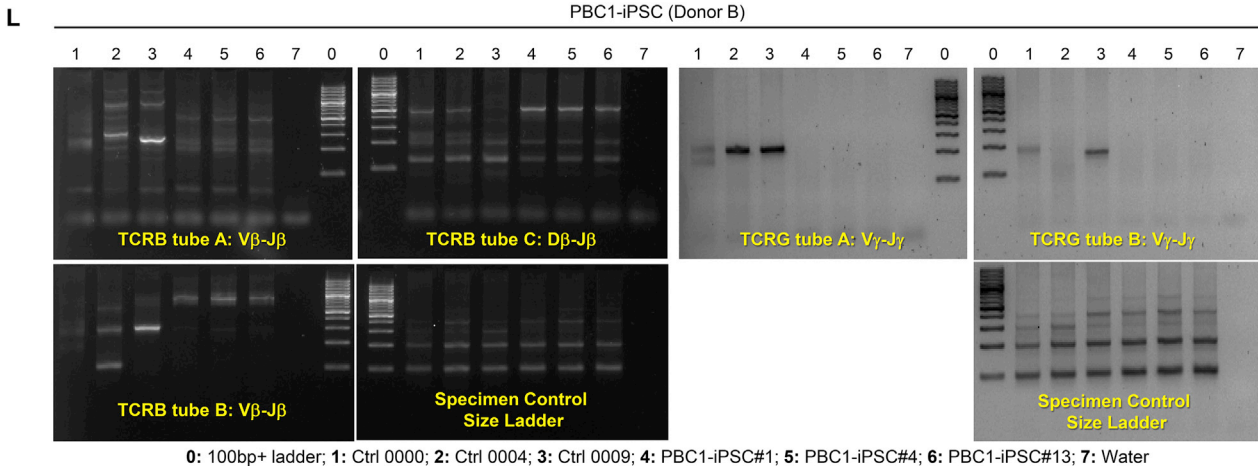 L
PBC1-iPSC (Donor B)
1 2 3 4 5 6 7 0 0 1 2 3 4 5 6 7 1 2 3 4 5 6 7 0 0 1 2 3 4 5 6 7
TCRB tube A: Vβ-Jβ
TCRB tube C: Dβ-Jβ
TCRG tube A: Vγ-Jγ
TCRG tube B: Vγ-Jγ
TCRB tube B: Vβ-Jβ
Specimen Control
Size Ladder
Specimen Control
Size Ladder
0: 100bp+ ladder; 1: Ctrl 0000; 2: Ctrl 0004; 3: Ctrl 0009; 4: PBC1-iPSC#1; 5: PBC1-iPSC#4; 6: PBC1-iPSC#13; 7: Water